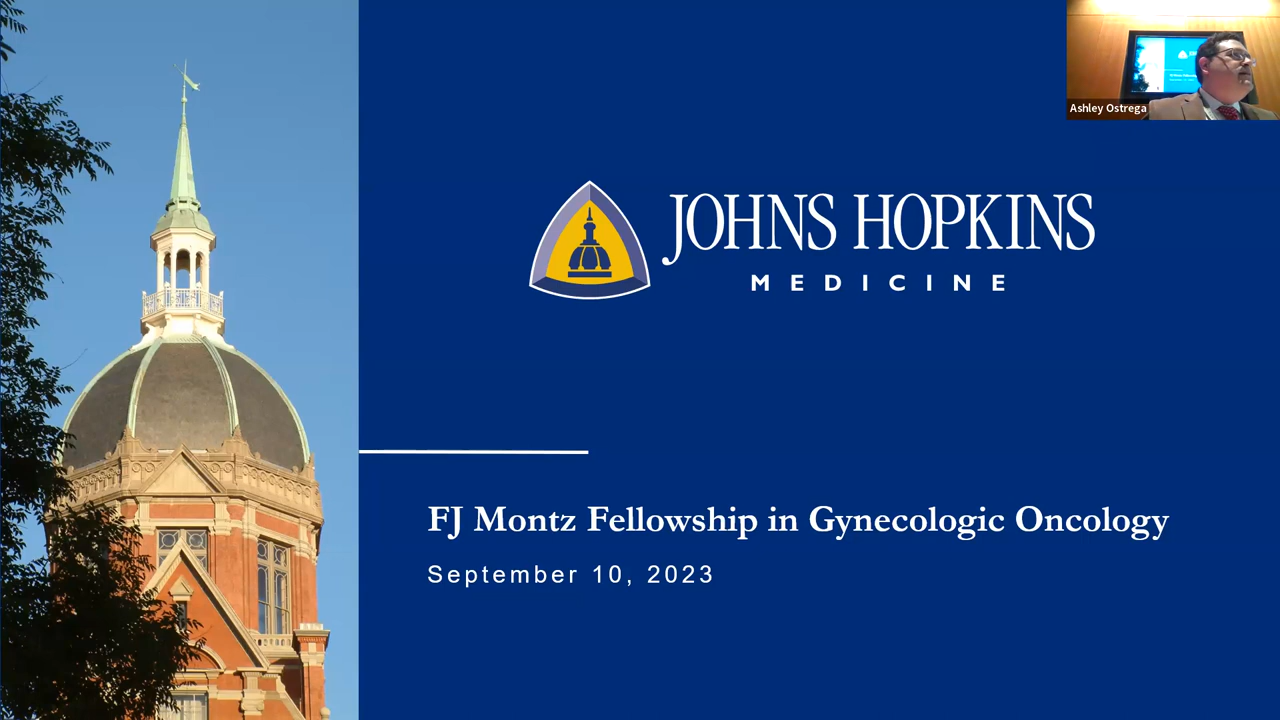 Ashley Ostrega
JOHNS HOPKINS
MEDICINE
FJ Montz Fellowship in Gynecologic Oncology
September 10, 2023